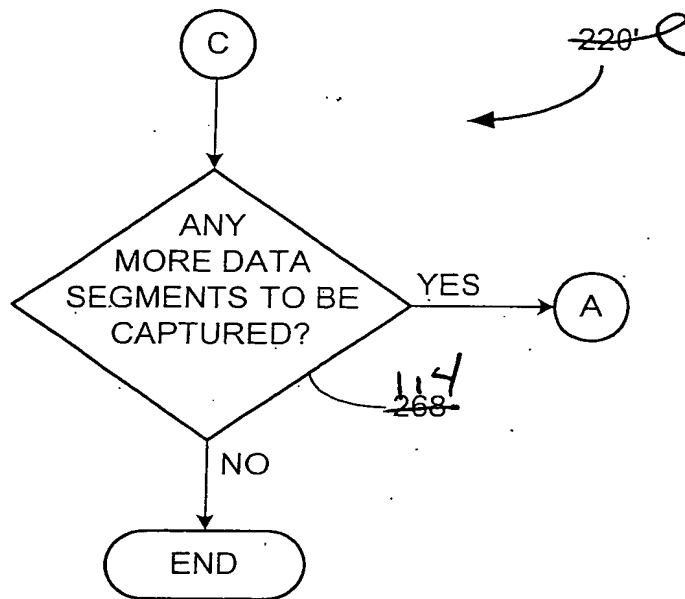 C
220'
ANY
MORE DATA
SEGMENTS TO BE
CAPTURED?
YES
A
114
268
NO
END